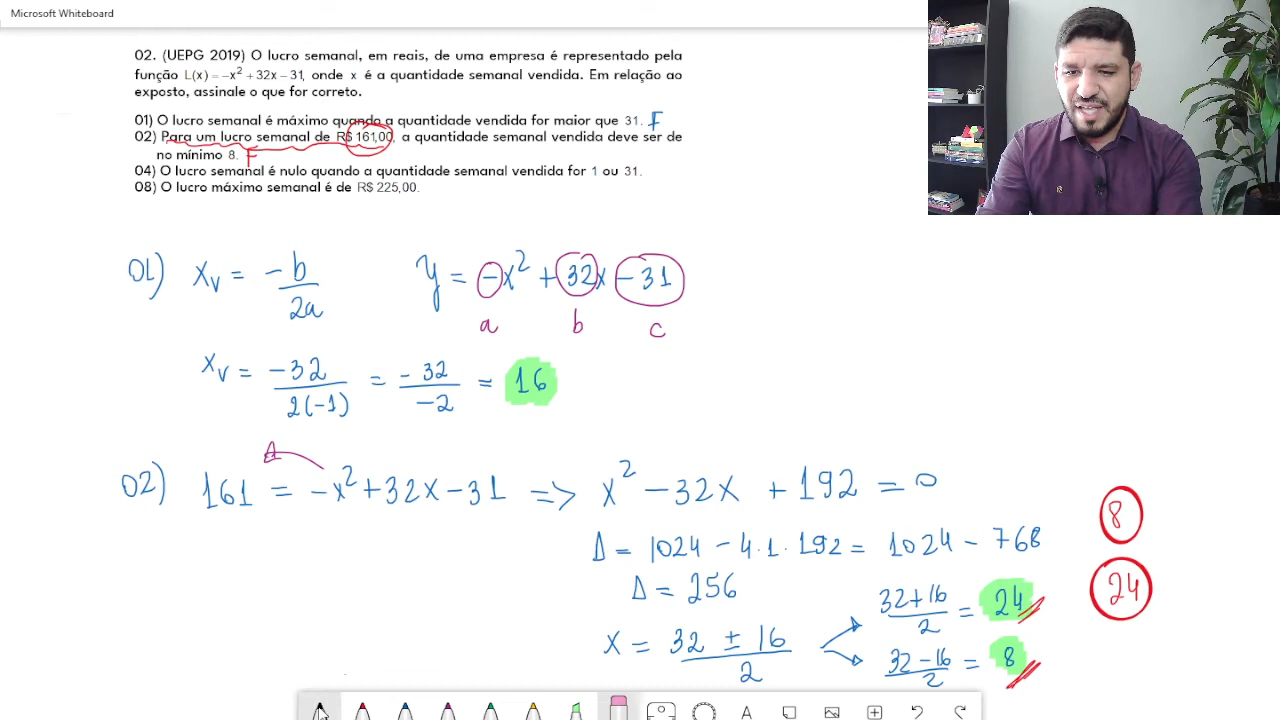 Microsoft Whiteboard
02. (UEPG 2019) O lucro semanal, em reais, de uma empresa é representado pela
função L(x) = -x² + 32x - 31, onde x é a quantidade semanal vendida. Em relação ao
exposto, assinale o que for correto.
01) O lucro semanal é máximo quando a quantidade vendida for maior que 31. F
02) Para um lucro semanal de R$ 161,00, a quantidade semanal vendida deve ser de
no mínimo 8. F
04) O lucro semanal é nulo quando a quantidade semanal vendida for 1 ou 31.
08) O lucro máximo semanal é de R$ 225,00.
01) Xv = -b/2a y = -x² + 32x - 31
a b c
Xv = -32/2(-1) = -32/-2 = 16
02) 161 = -x²+32x-31 => x² - 32x + 192 = 0
Δ = 1024 - 4·1·192 = 1024 - 768
8
Δ = 256
24
x = 32 ± 16/2
32+16/2 = 24
32-16/2 = 8
A